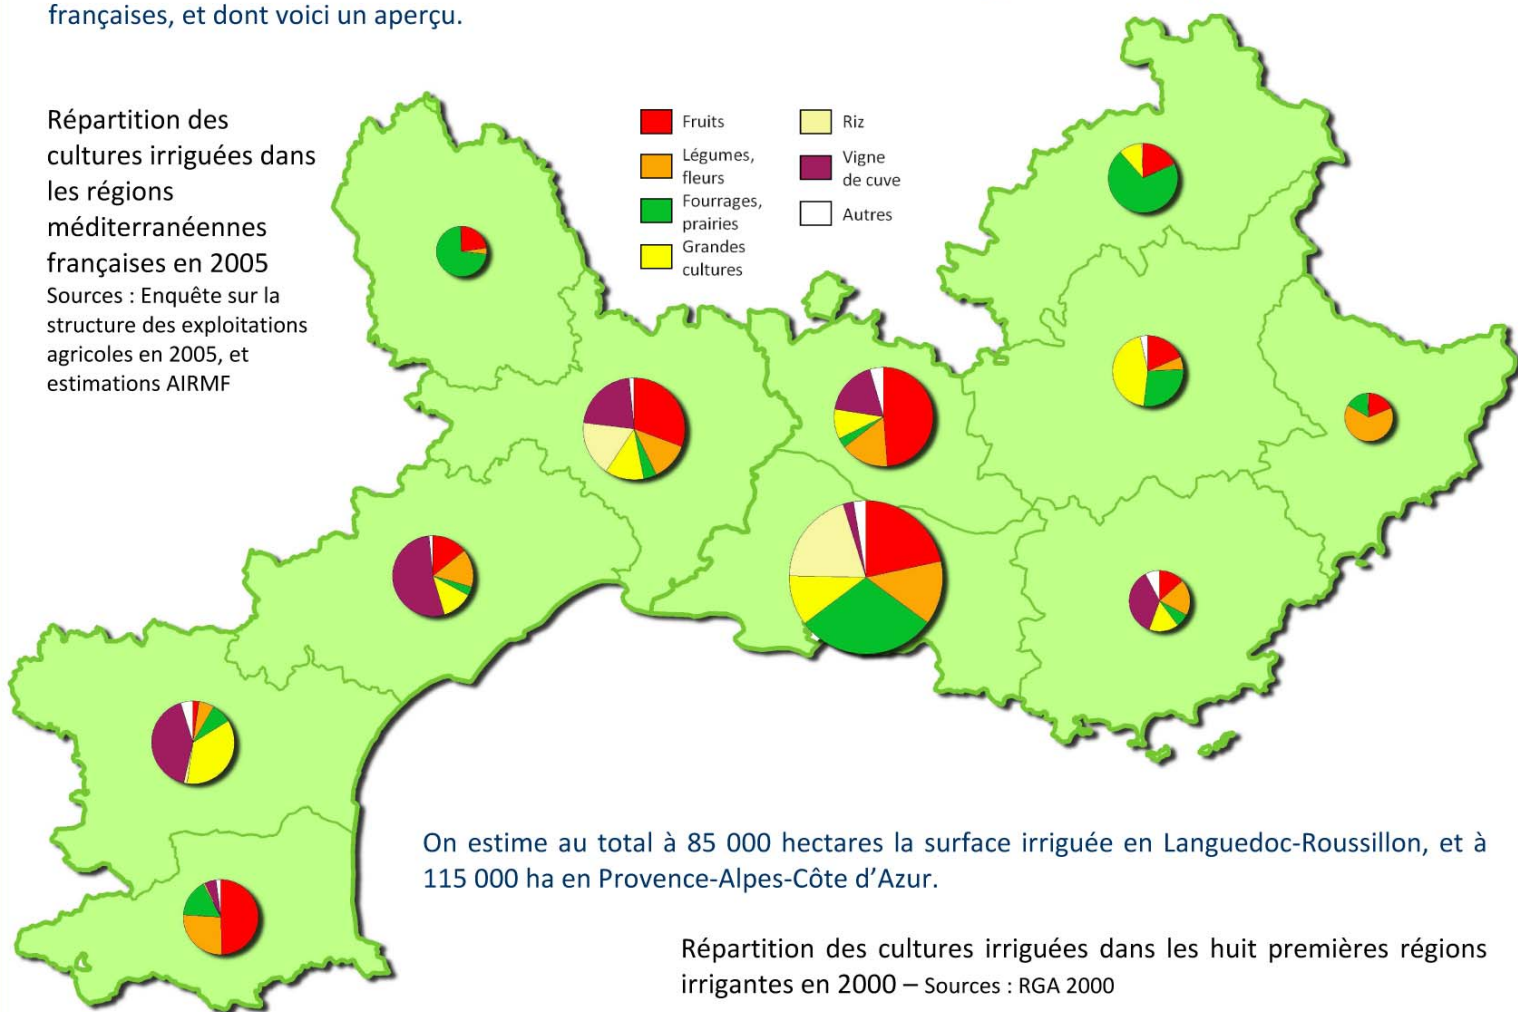 françaises, et dont voici un aperçu.
Répartition des
cultures irriguées dans
les régions
méditerranéennes
françaises en 2005
Sources : Enquête sur la
structure des exploitations
agricoles en 2005, et
estimations AIRMF
Fruits
Légumes,
fleurs
Fourrages,
prairies
Grandes
cultures
Riz
Vigne
de cuve
Autres
On estime au total à 85 000 hectares la surface irriguée en Languedoc-Roussillon, et à
115 000 ha en Provence-Alpes-Côte d’Azur.
Répartition des cultures irriguées dans les huit premières régions
irrigantes en 2000 – Sources : RGA 2000